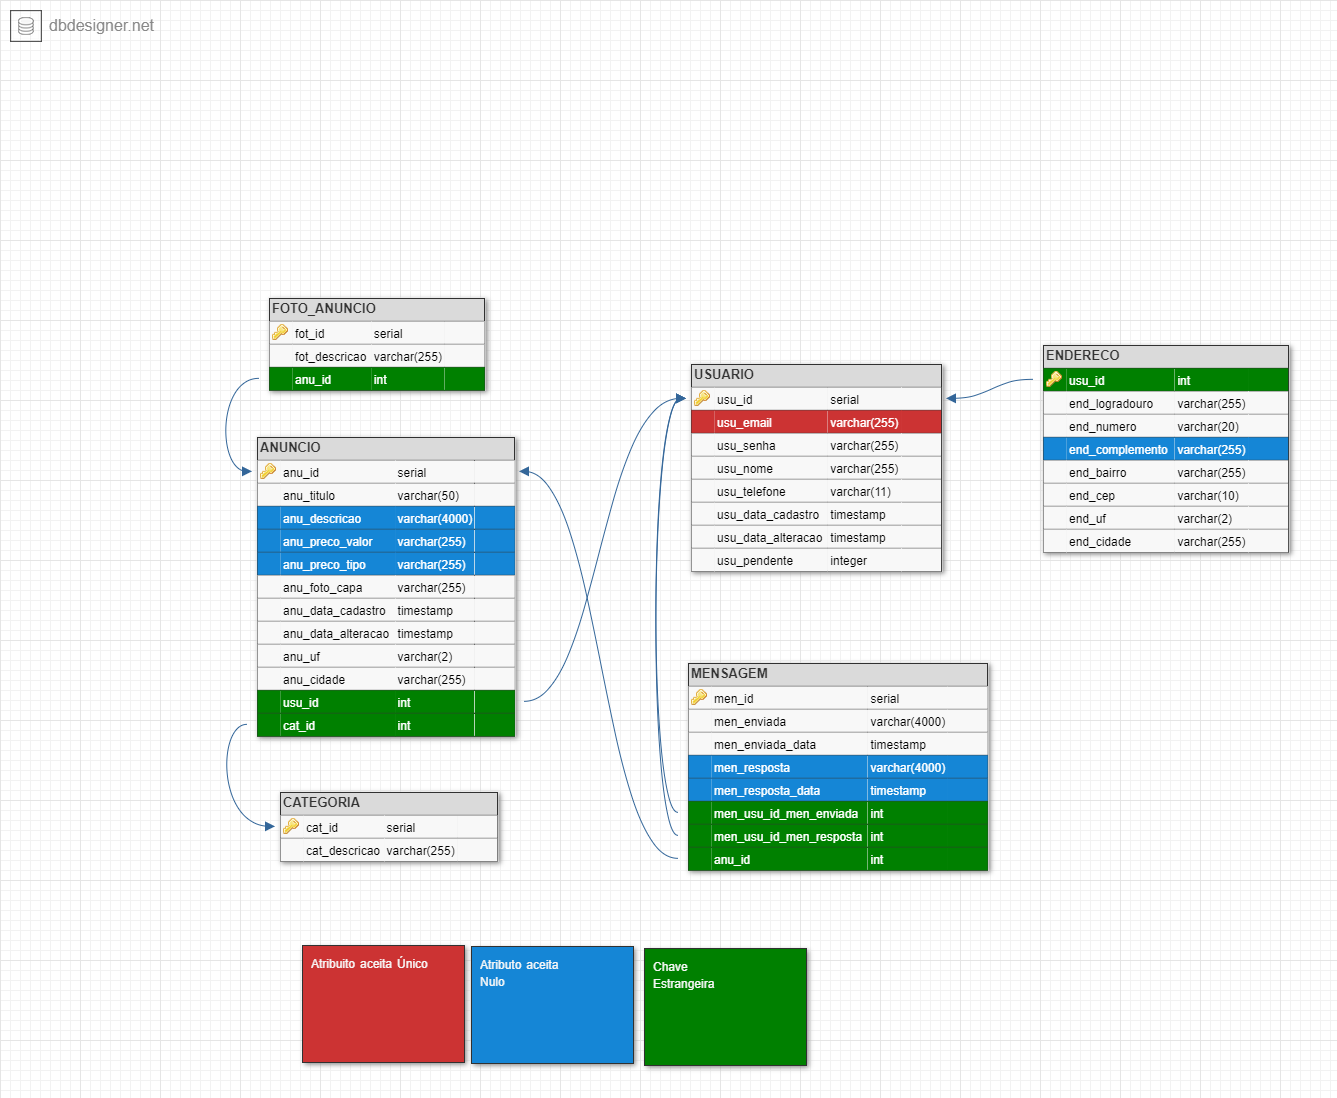 dbdesigner.net
FOTO_ANUNCIO
fot_id serial
fot_descricao varchar(255)
anu_id int
ANUNCIO
anu_id serial
anu_titulo varchar(50)
anu_descricao varchar(4000)
anu_preco_valor varchar(255)
anu_preco_tipo varchar(255)
anu_foto_capa varchar(255)
anu_data_cadastro timestamp
anu_data_alteracao timestamp
anu_uf varchar(2)
anu_cidade varchar(255)
usu_id int
cat_id int
CATEGORIA
cat_id serial
cat_descricao varchar(255)
USUARIO
usu_id serial
usu_email varchar(255)
usu_senha varchar(255)
usu_nome varchar(255)
usu_telefone varchar(11)
usu_data_cadastro timestamp
usu_data_alteracao timestamp
usu_pendente integer
MENSAGEM
men_id serial
men_enviada varchar(4000)
men_enviada_data timestamp
men_resposta varchar(4000)
men_resposta_data timestamp
men_usu_id_men_enviada int
men_usu_id_men_resposta int
anu_id int
ENDERECO
usu_id int
end_logradouro varchar(255)
end_numero varchar(20)
end_complemento varchar(255)
end_bairro varchar(255)
end_cep varchar(10)
end_uf varchar(2)
end_cidade varchar(255)
Atribuito aceita Único
Atributo aceita
Nulo
Chave
Estrangeira